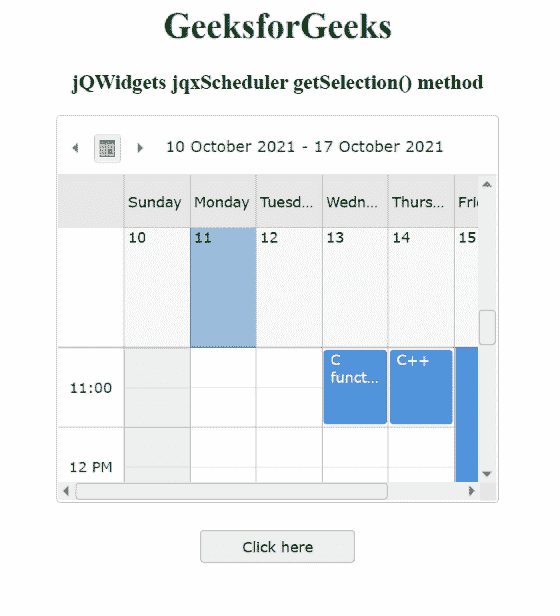 GeeksforGeeks
jQWidgets jqxScheduler getSelection() method
10 October 2021 - 17 October 2021
Sunday Monday Tuesd... Wedn... Thurs... Fri
10 11 12 13 14 15
C funct...
C++
11:00
12 PM
Click here